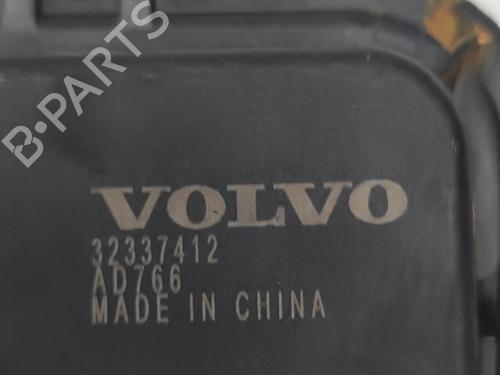 B-PARTS
VOLVO
32337412
AD766
MADE IN CHINA